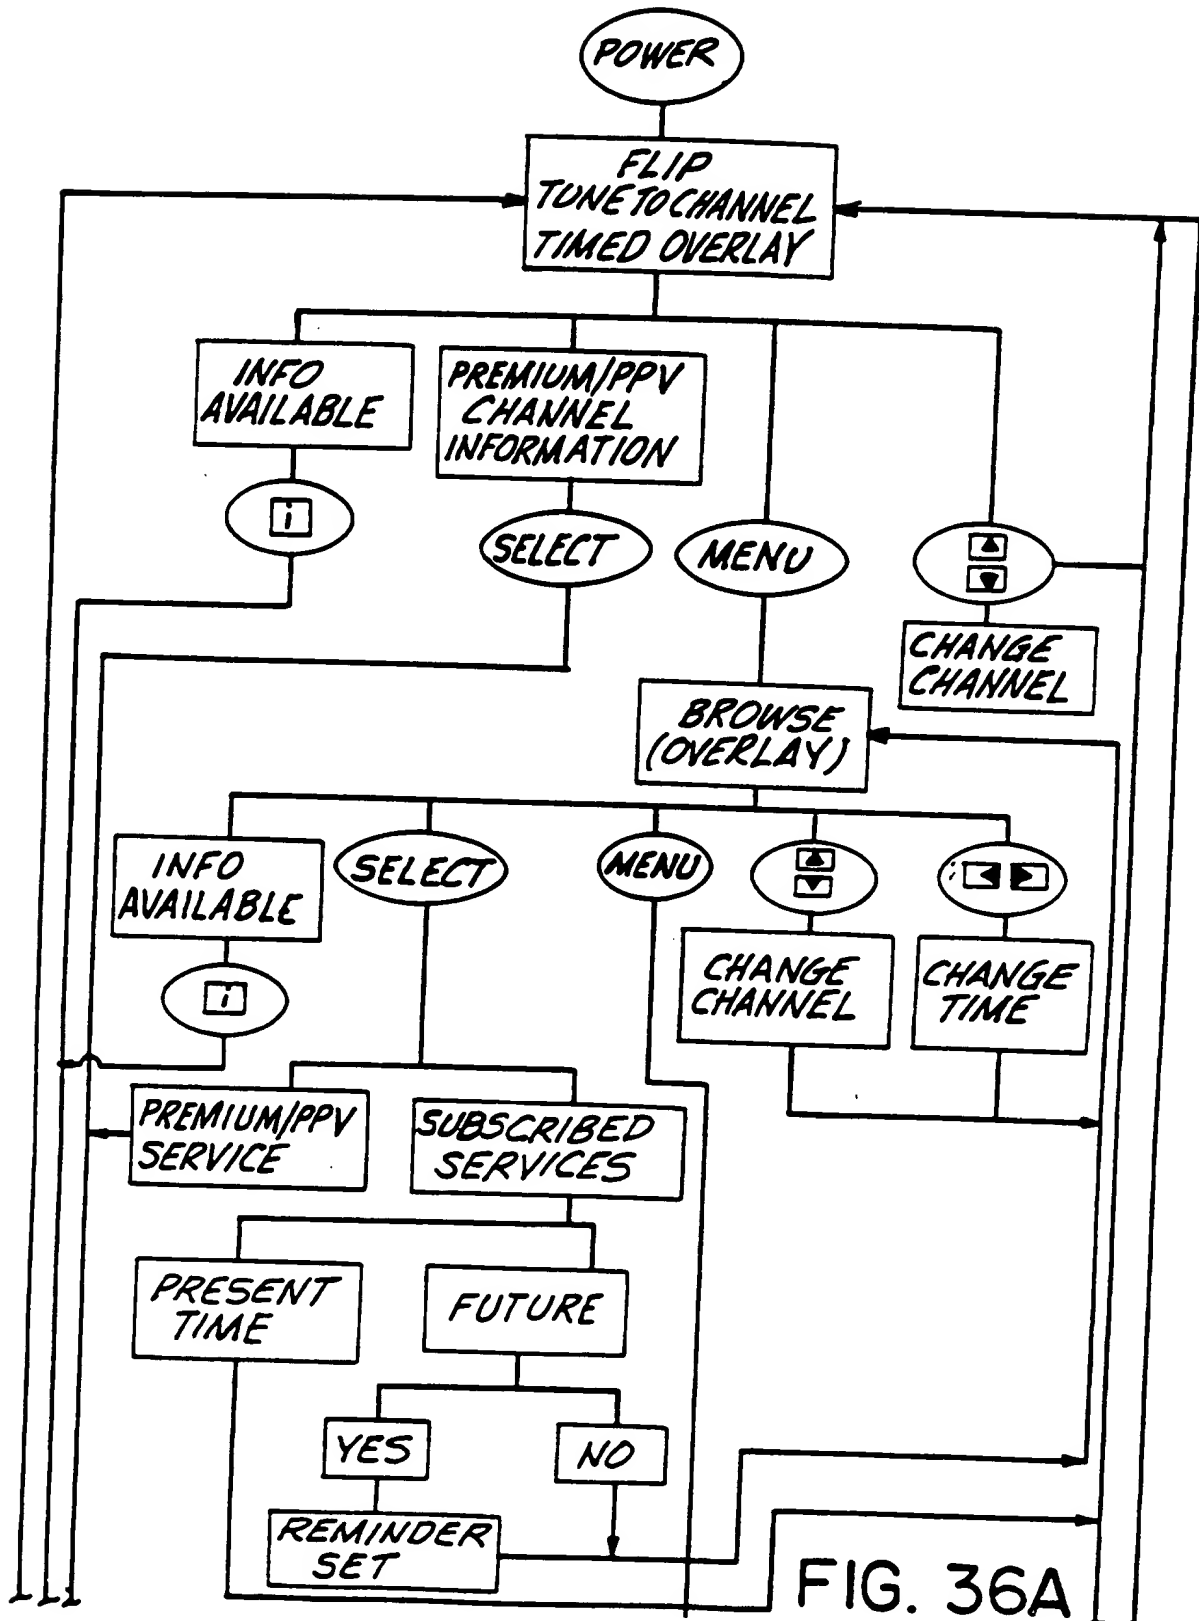 POWER
FLIP
TUNE TO CHANNEL
TIMED OVERLAY
INFO
AVAILABLE
i
PREMIUM/PPV
CHANNEL
INFORMATION
SELECT
MENU
CHANGE
CHANNEL
BROWSE
(OVERLAY)
INFO
AVAILABLE
i
SELECT
MENU
CHANGE
CHANNEL
CHANGE
TIME
PREMIUM/PPV
SERVICE
SUBSCRIBED
SERVICES
PRESENT
TIME
FUTURE
YES
NO
REMINDER
SET
FIG. 36A